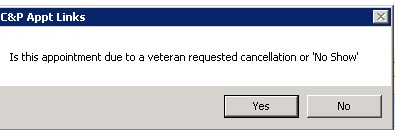 C&P Appt Links
Is this appointment due to a veteran requested cancellation or 'No Show'
Yes
No